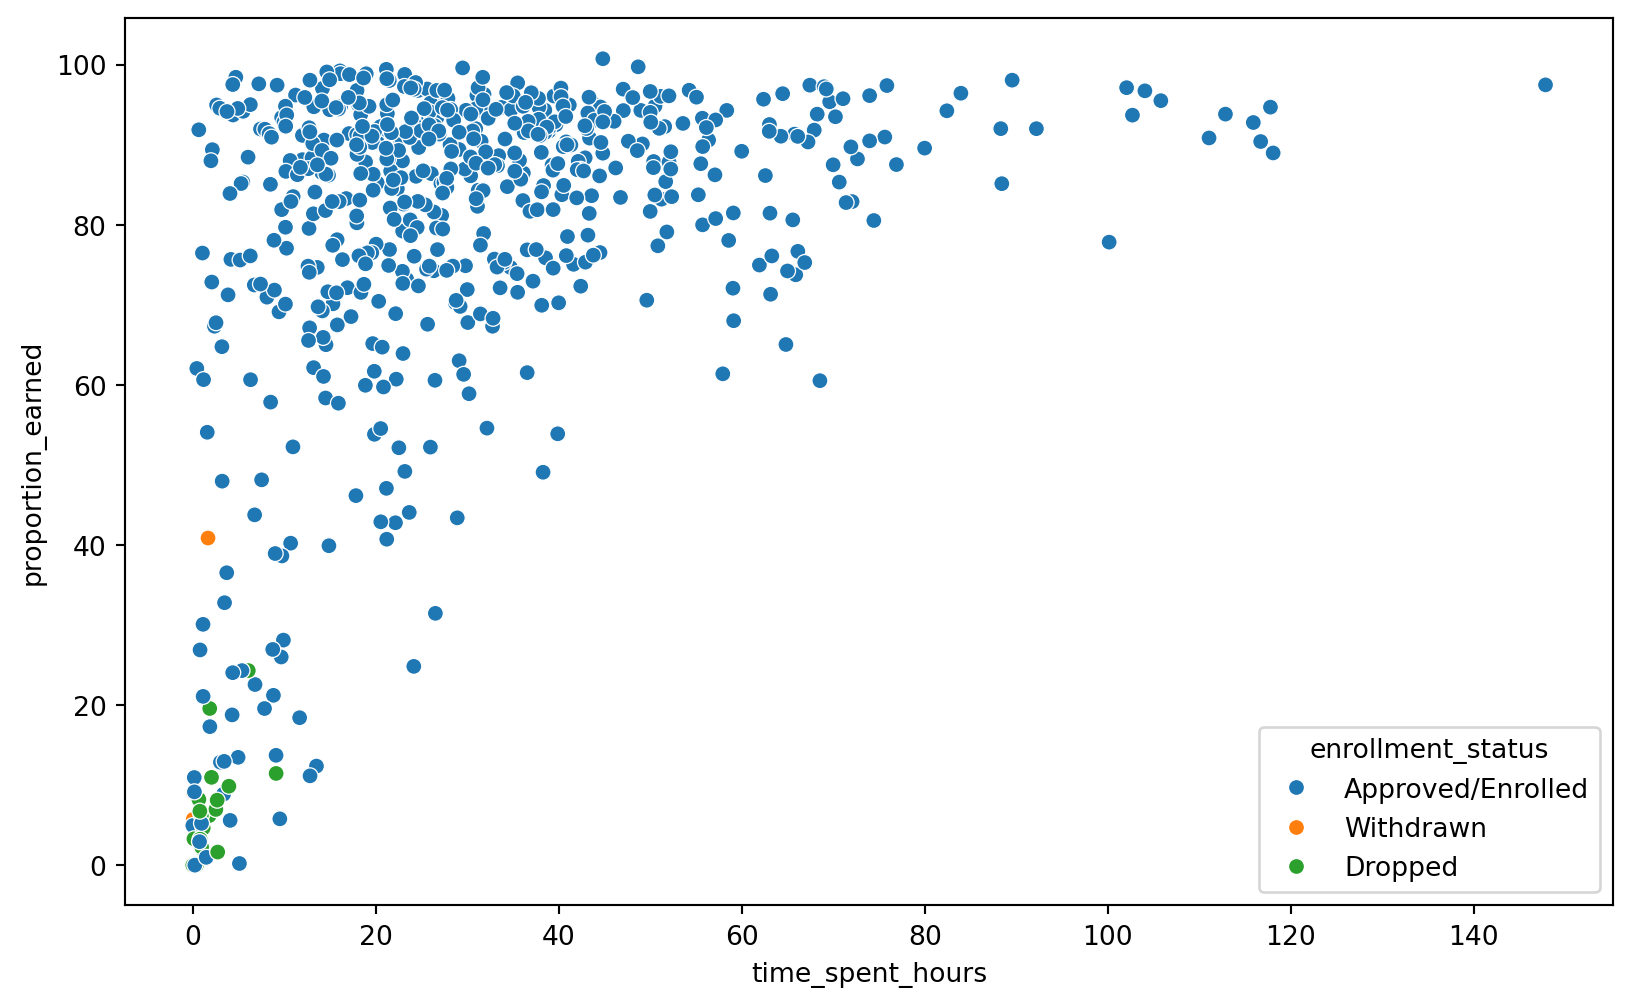 100
80
60
40
20
0
proportion_earned
enrollment_status
Approved/Enrolled
Withdrawn
Dropped
0 20 40 60 80 100 120 140
time_spent_hours